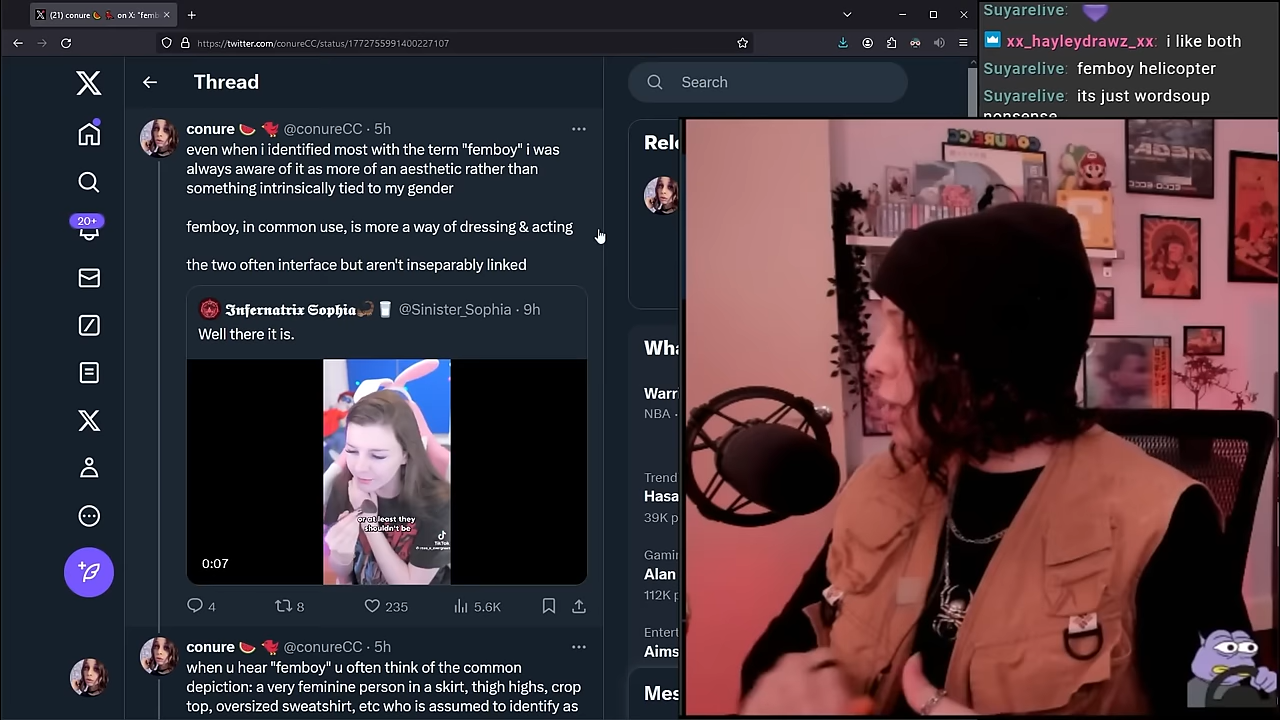 (21) conure 🍉 🐦 on X: "femb
https://twitter.com/conureCC/status/1772755991400227107
Thread
Search
conure 🍉 🐦 @conureCC · 5h
even when i identified most with the term "femboy" i was
always aware of it as more of an aesthetic rather than
something intrinsically tied to my gender
femboy, in common use, is more a way of dressing & acting
the two often interface but aren't inseparably linked
𝕴𝖓𝖋𝖊𝖗𝖓𝖆𝖙𝖗𝖎𝖝 𝕾𝖔𝖕𝖍𝖎𝖆🦂🥛 @Sinister_Sophia · 9h
Well there it is.
or at least they
shouldn't be
TikTok
0:07
4 8 235 5.6K
conure 🍉 🐦 @conureCC · 5h
when u hear "femboy" u often think of the common
depiction: a very feminine person in a skirt, thigh highs, crop
top, oversized sweatshirt, etc who is assumed to identify as
20+
Rele
Wha
Warri
NBA ·
Trend
Hasa
39K p
Gamin
Alan
112K p
Entert
Aims
Mes
Suyarelive: 💜
xx_hayleydrawz_xx: i like both
Suyarelive: femboy helicopter
Suyarelive: its just wordsoup
nonsense
CONURE.CC